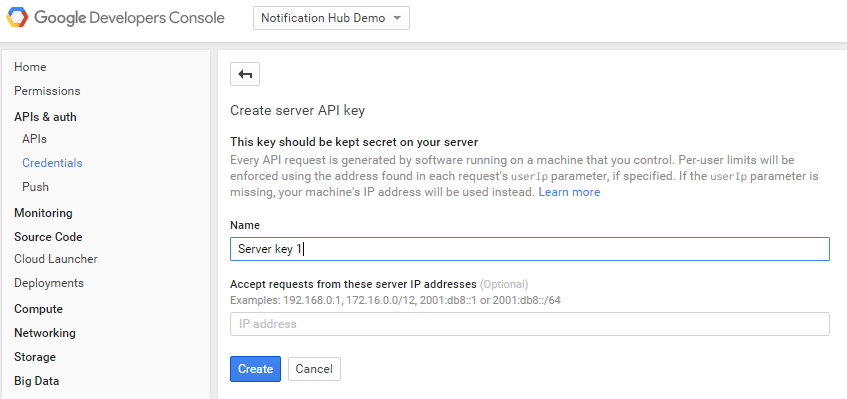 Google Developers Console
Notification Hub Demo
Home
Permissions
APIs & auth
APIs
Credentials
Push
Monitoring
Source Code
Cloud Launcher
Deployments
Compute
Networking
Storage
Big Data
Create server API key
This key should be kept secret on your server
Every API request is generated by software running on a machine that you control. Per-user limits will be
enforced using the address found in each request's userIp parameter, if specified. If the userIp parameter is
missing, your machine's IP address will be used instead. Learn more
Name
Server key 1
Accept requests from these server IP addresses (Optional)
Examples: 192.168.0.1, 172.16.0.0/12, 2001:db8::1 or 2001:db8::/64
IP address
Create Cancel